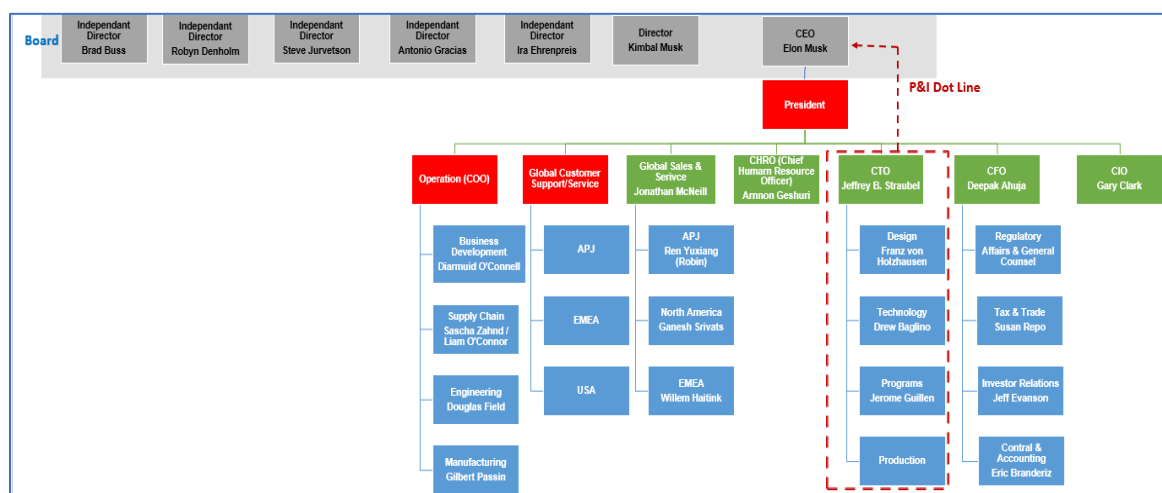 Board
Independant
Director
Brad Buss
Independant
Director
Robyn Denholm
Independant
Director
Steve Jurvetson
Independant
Director
Antonio Gracias
Independant
Director
Ira Ehrenpreis
Director
Kimbal Musk
CEO
Elon Musk
P&I Dot Line
President
Operation (COO)
Global Customer
Support/Service
Global Sales &
Serivce
Jonathan McNeill
CHRO (Chief
Humarn Resource
Officer)
Arnnon Geshuri
CTO
Jeffrey B. Straubel
CFO
Deepak Ahuja
CIO
Gary Clark
Business
Development
Diarmuid O'Connell
APJ
APJ
Ren Yuxiang
(Robin)
Design
Franz von
Holzhausen
Regulatory
Affairs & General
Counsel
Supply Chain
Sascha Zahnd /
Liam O'Connor
EMEA
North America
Ganesh Srivats
Technology
Drew Baglino
Tax & Trade
Susan Repo
Engineering
Douglas Field
USA
EMEA
Willem Haitink
Programs
Jerome Guillen
Investor Relations
Jeff Evanson
Manufacturing
Gilbert Passin
Production
Contral &
Accounting
Eric Branderiz